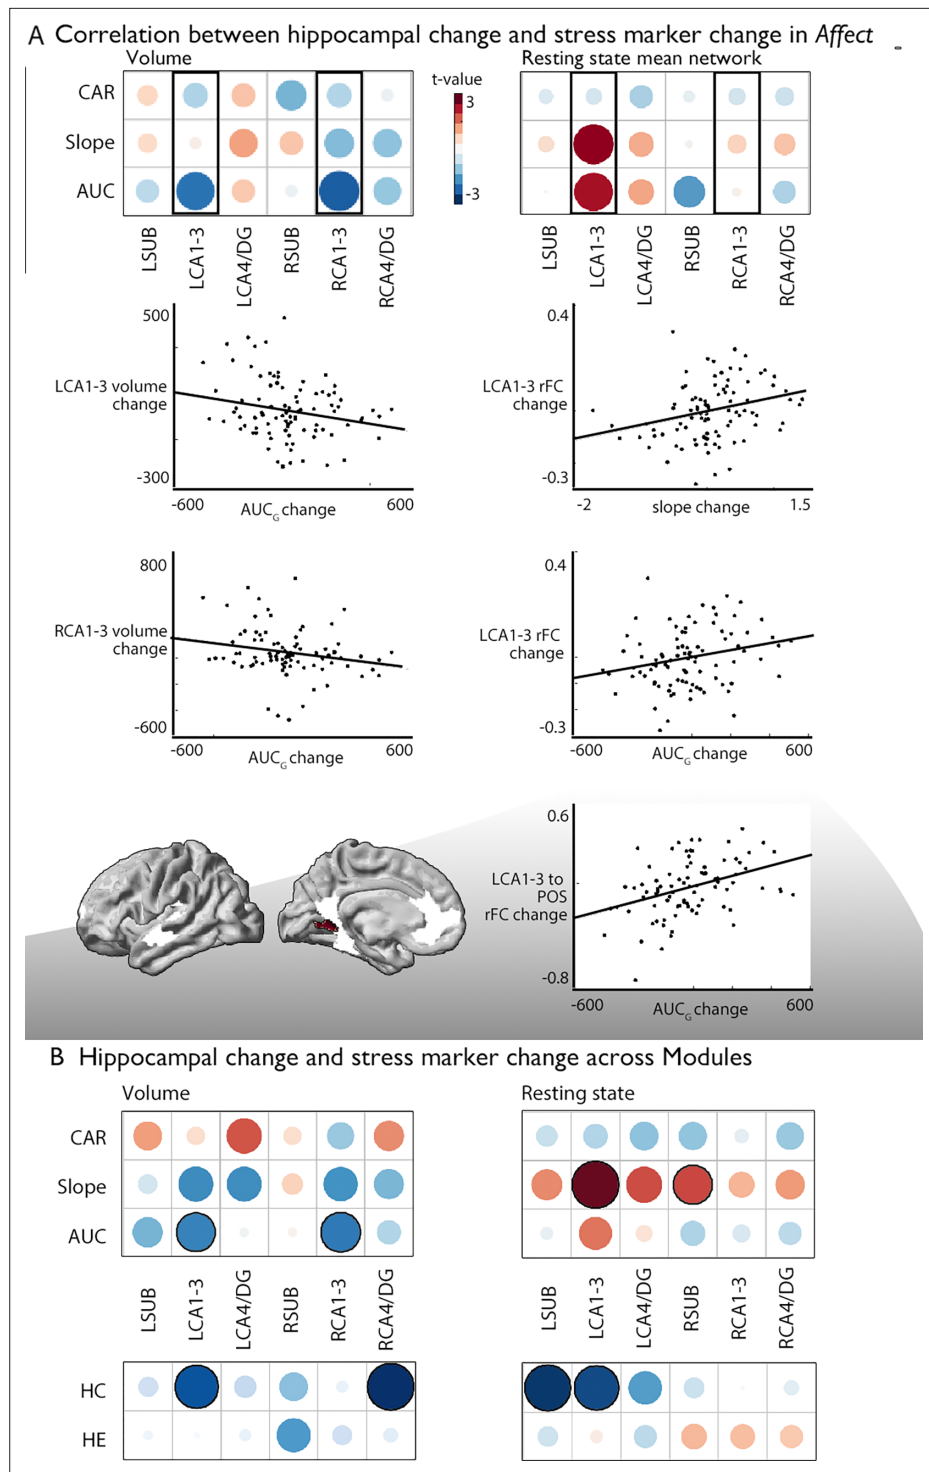 A Correlation between hippocampal change and stress marker change in Affect
Volume
Resting state mean network
t-value
3
-3
CAR
Slope
AUC
LSUB
LCA1-3
LCA4/DG
RSUB
RCA1-3
RCA4/DG
LSUB
LCA1-3
LCA4/DG
RSUB
RCA1-3
RCA4/DG
500
LCA1-3 volume
change
-300
-600
600
AUCG change
0.4
LCA1-3 rFC
change
-0.3
-2
1.5
slope change
800
RCA1-3 volume
change
-600
-600
600
AUCG change
0.4
LCA1-3 rFC
change
-0.3
-600
600
AUCG change
0.6
LCA1-3 to
POS
rFC change
-0.8
-600
600
AUCG change
B Hippocampal change and stress marker change across Modules
Volume
Resting state
CAR
Slope
AUC
LSUB
LCA1-3
LCA4/DG
RSUB
RCA1-3
RCA4/DG
LSUB
LCA1-3
LCA4/DG
RSUB
RCA1-3
RCA4/DG
HC
HE